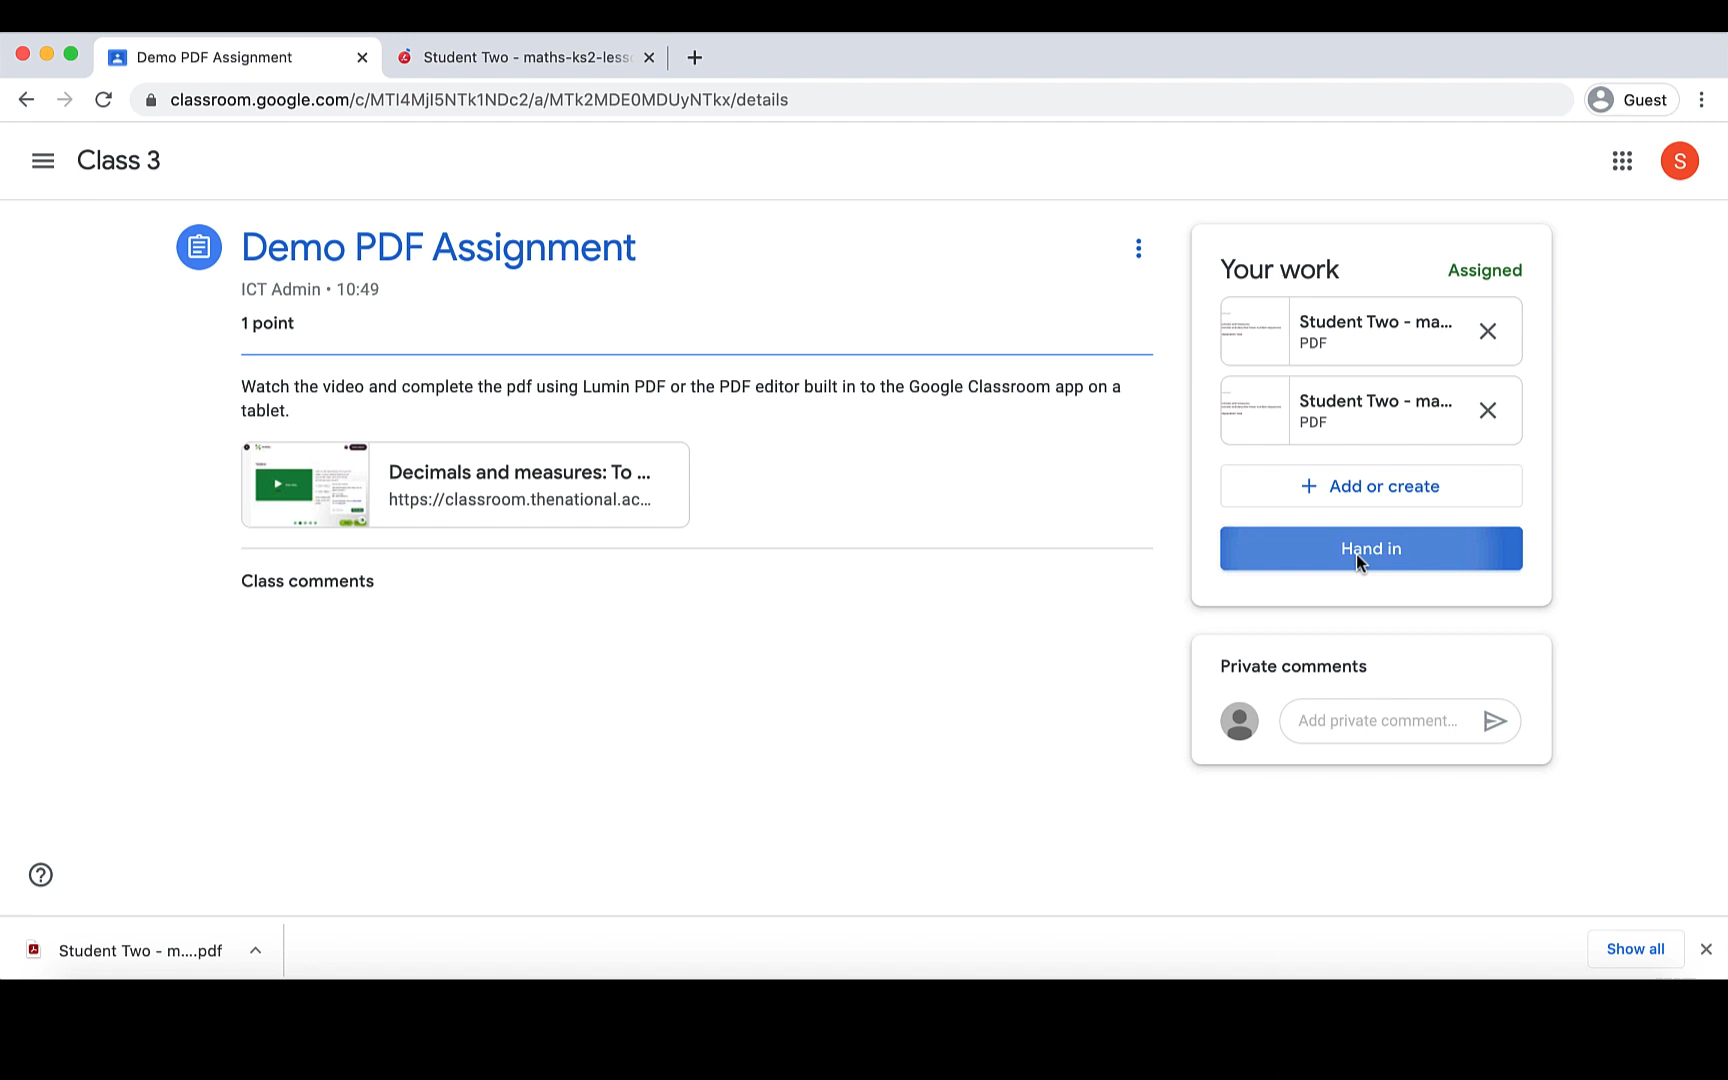 Demo PDF Assignment
Student Two - maths-ks2-less
classroom.google.com/c/MTI4MjI5NTk1NDc2/a/MTk2MDE0MDUyNTkx/details
Guest
Class 3
S
Demo PDF Assignment
ICT Admin • 10:49
1 point
Watch the video and complete the pdf using Lumin PDF or the PDF editor built in to the Google Classroom app on a
tablet.
Decimals and measures: To ...
https://classroom.thenational.ac...
Class comments
Your work
Assigned
Student Two - ma...
PDF
Student Two - ma...
PDF
+ Add or create
Hand in
Private comments
Add private comment...
Student Two - m....pdf
Show all